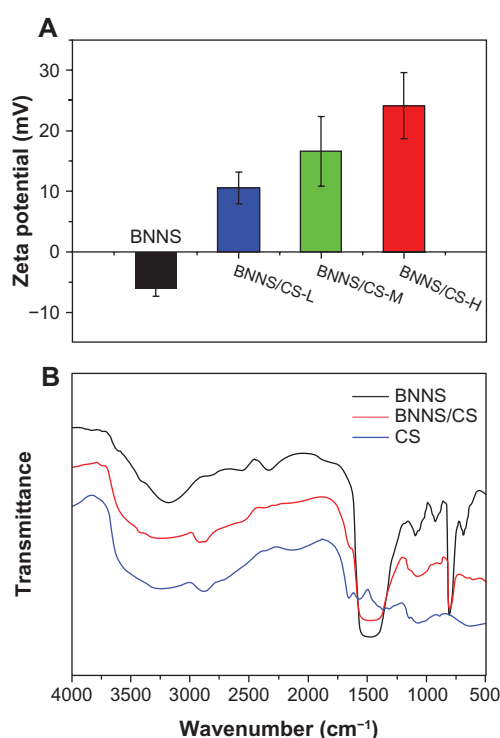 A
Zeta potential (mV)
30
20
10
0
−10
BNNS
BNNS/CS-L
BNNS/CS-M
BNNS/CS-H
B
Transmittance
BNNS
BNNS/CS
CS
4000 3500 3000 2500 2000 1500 1000 500
Wavenumber (cm⁻¹)